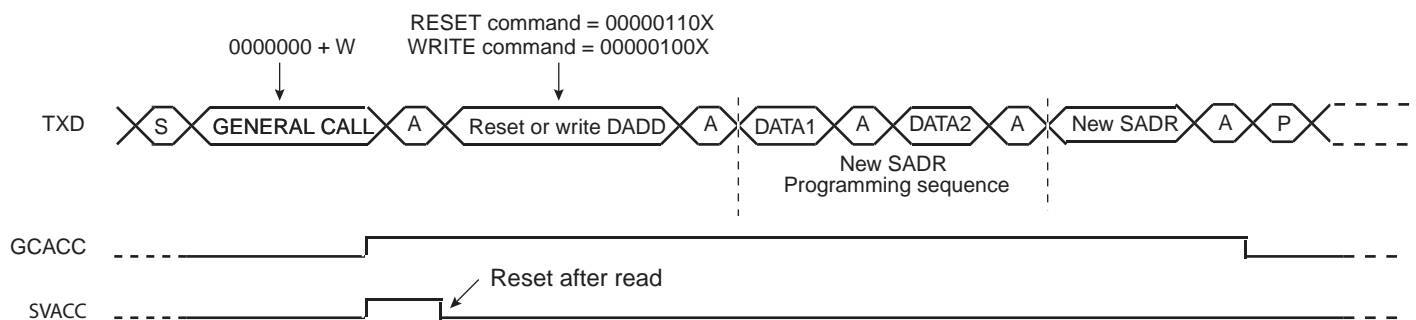 RESET command = 00000110X
0000000 + W
WRITE command = 00000100X
TXD
S
GENERAL CALL
A
Reset or write DADD
A
DATA1
A
DATA2
A
New SADR
A
P
New SADR
Programming sequence
GCACC
Reset after read
SVACC